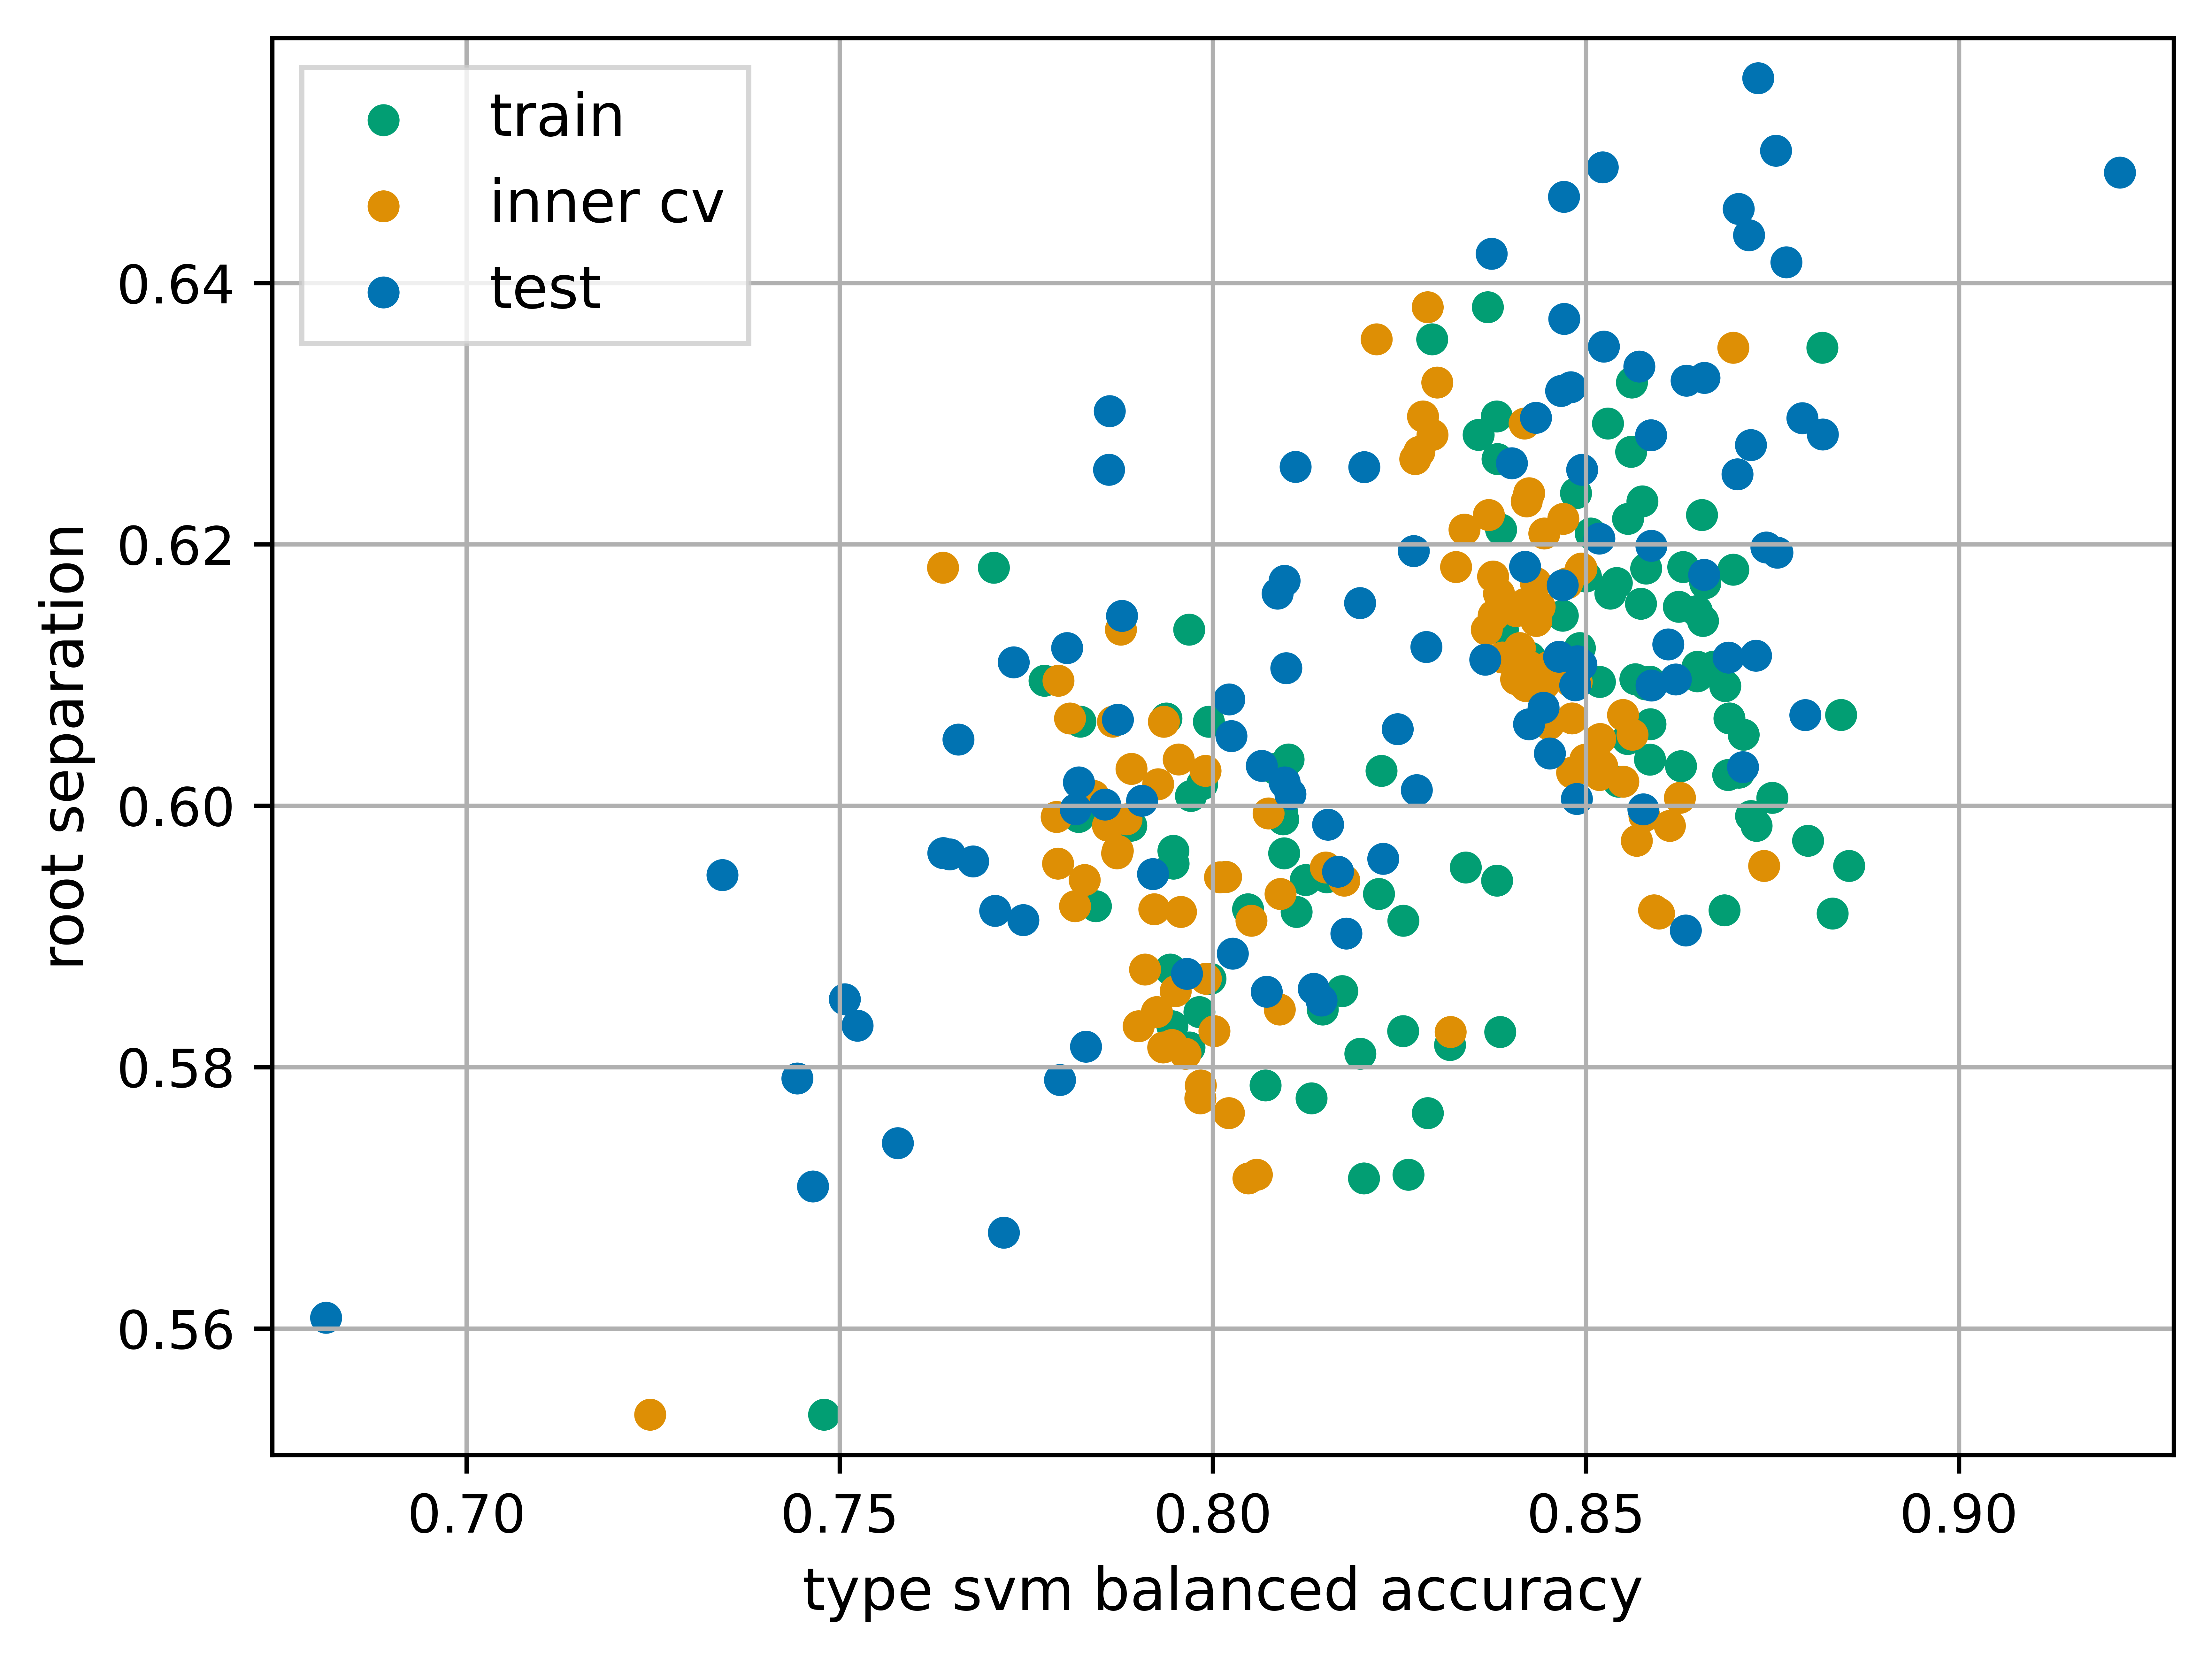 train
inner cv
test
root separation
0.64
0.62
0.60
0.58
0.56
0.70 0.75 0.80 0.85 0.90
type svm balanced accuracy